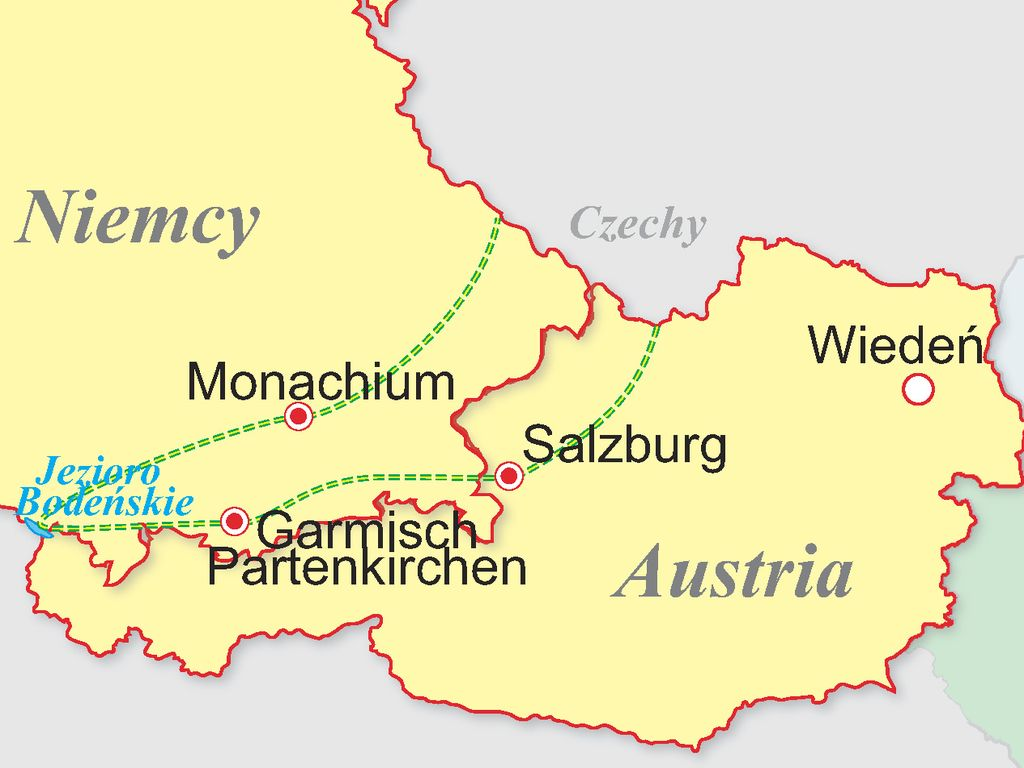 Niemcy
Czechy
Wiedeń
Monachium
Salzburg
Jezioro
Bodeńskie
Garmisch
Partenkirchen
Austria